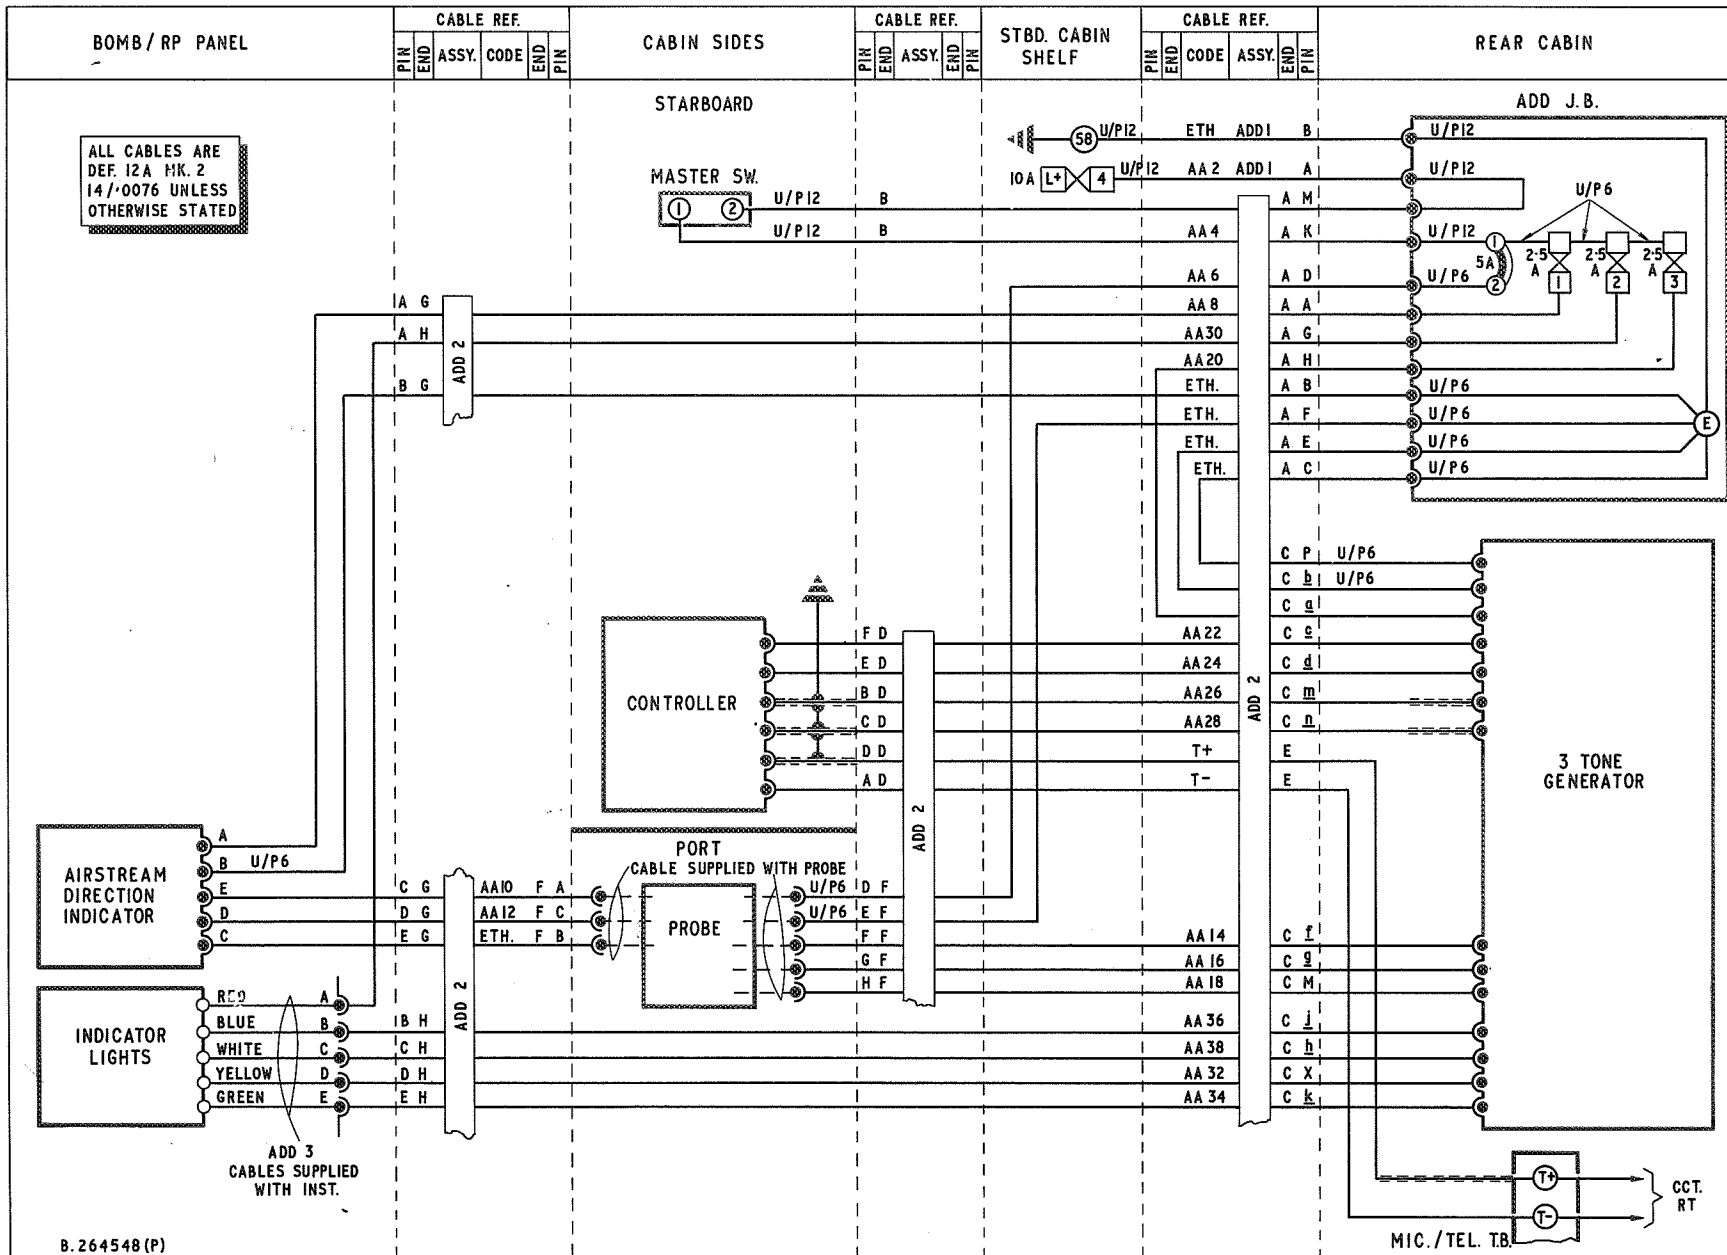 BOMB/RP PANEL
CABLE REF.
PIN END ASSY. CODE END PIN
CABIN SIDES
CABLE REF.
PIN END ASSY. END PIN
STBD. CABIN
SHELF
CABLE REF.
PIN END CODE ASSY. END PIN
REAR CABIN
ALL CABLES ARE
DEF. 12A MK. 2
14/·0076 UNLESS
OTHERWISE STATED
STARBOARD
ADD J.B.
58 U/P12 ETH ADD1 B U/P12
10A L+ 4 U/P12 AA2 ADD1 A U/P12
MASTER SW.
1 2 U/P12 B A M
U/P6
U/P12 B AA4 A K U/P12 1
5A 2·5 A 2·5 A 2·5 A
AA6 A D U/P6 2 1 2 3
A G AA8 A A
A H AA30 A G
ADD 2
AA20 A H
B G ETH. A B U/P6
ETH. A F U/P6 E
ETH. A E U/P6
ETH. A C U/P6
C P U/P6
C b U/P6
C a
CONTROLLER
F D AA22 C c
E D AA24 C d
B D AA26 C m
C D AA28 C n
D D T+ E
A D T- E
ADD 2
ADD 2
3 TONE
GENERATOR
AIRSTREAM
DIRECTION
INDICATOR
A
B U/P6
E C G AA10 F A
D D G AA12 F C
C E G ETH. F B
ADD 2
PORT
CABLE SUPPLIED WITH PROBE
PROBE
U/P6 D F
U/P6 E F
F F AA14 C f
G F AA16 C g
H F AA18 C M
INDICATOR
LIGHTS
RED A
BLUE B B H AA36 C j
WHITE C C H AA38 C h
YELLOW D D H AA32 C X
GREEN E E H AA34 C k
ADD 3
CABLES SUPPLIED
WITH INST.
T+
T-
CCT.
RT
MIC./TEL. T.B.
B.264548(P)